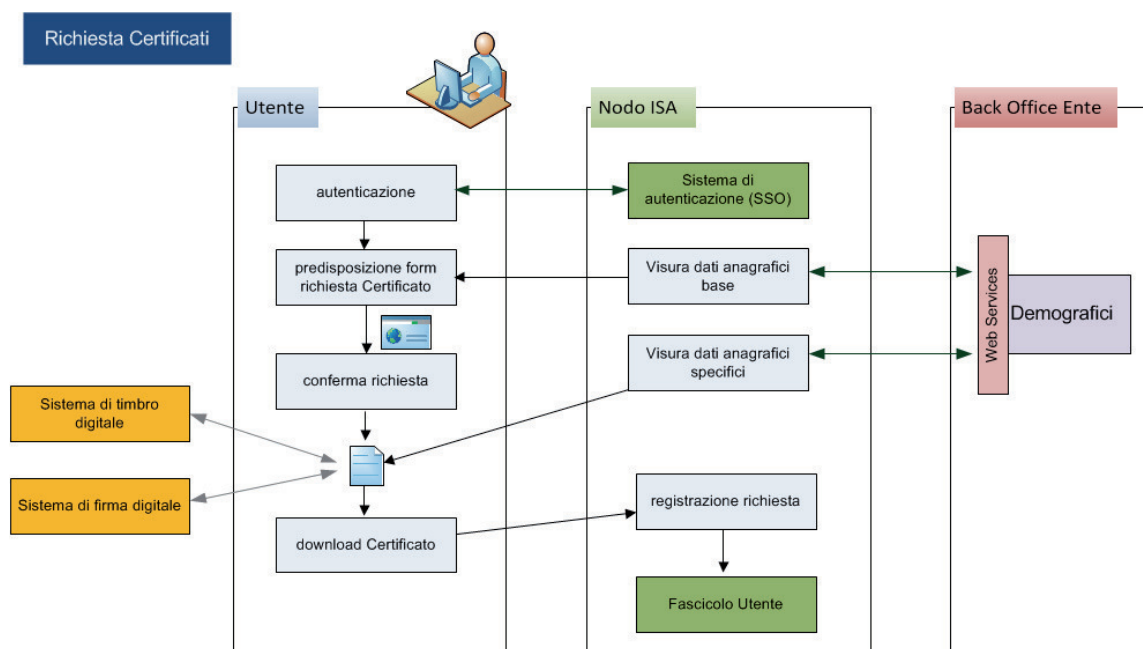 Richiesta Certificati
Utente
Nodo ISA
Back Office Ente
autenticazione
Sistema di
autenticazione (SSO)
predisposizione form
richiesta Certificato
Visura dati anagrafici
base
Web Services
Demografici
conferma richiesta
Visura dati anagrafici
specifici
Sistema di timbro
digitale
Sistema di firma digitale
download Certificato
registrazione richiesta
Fascicolo Utente